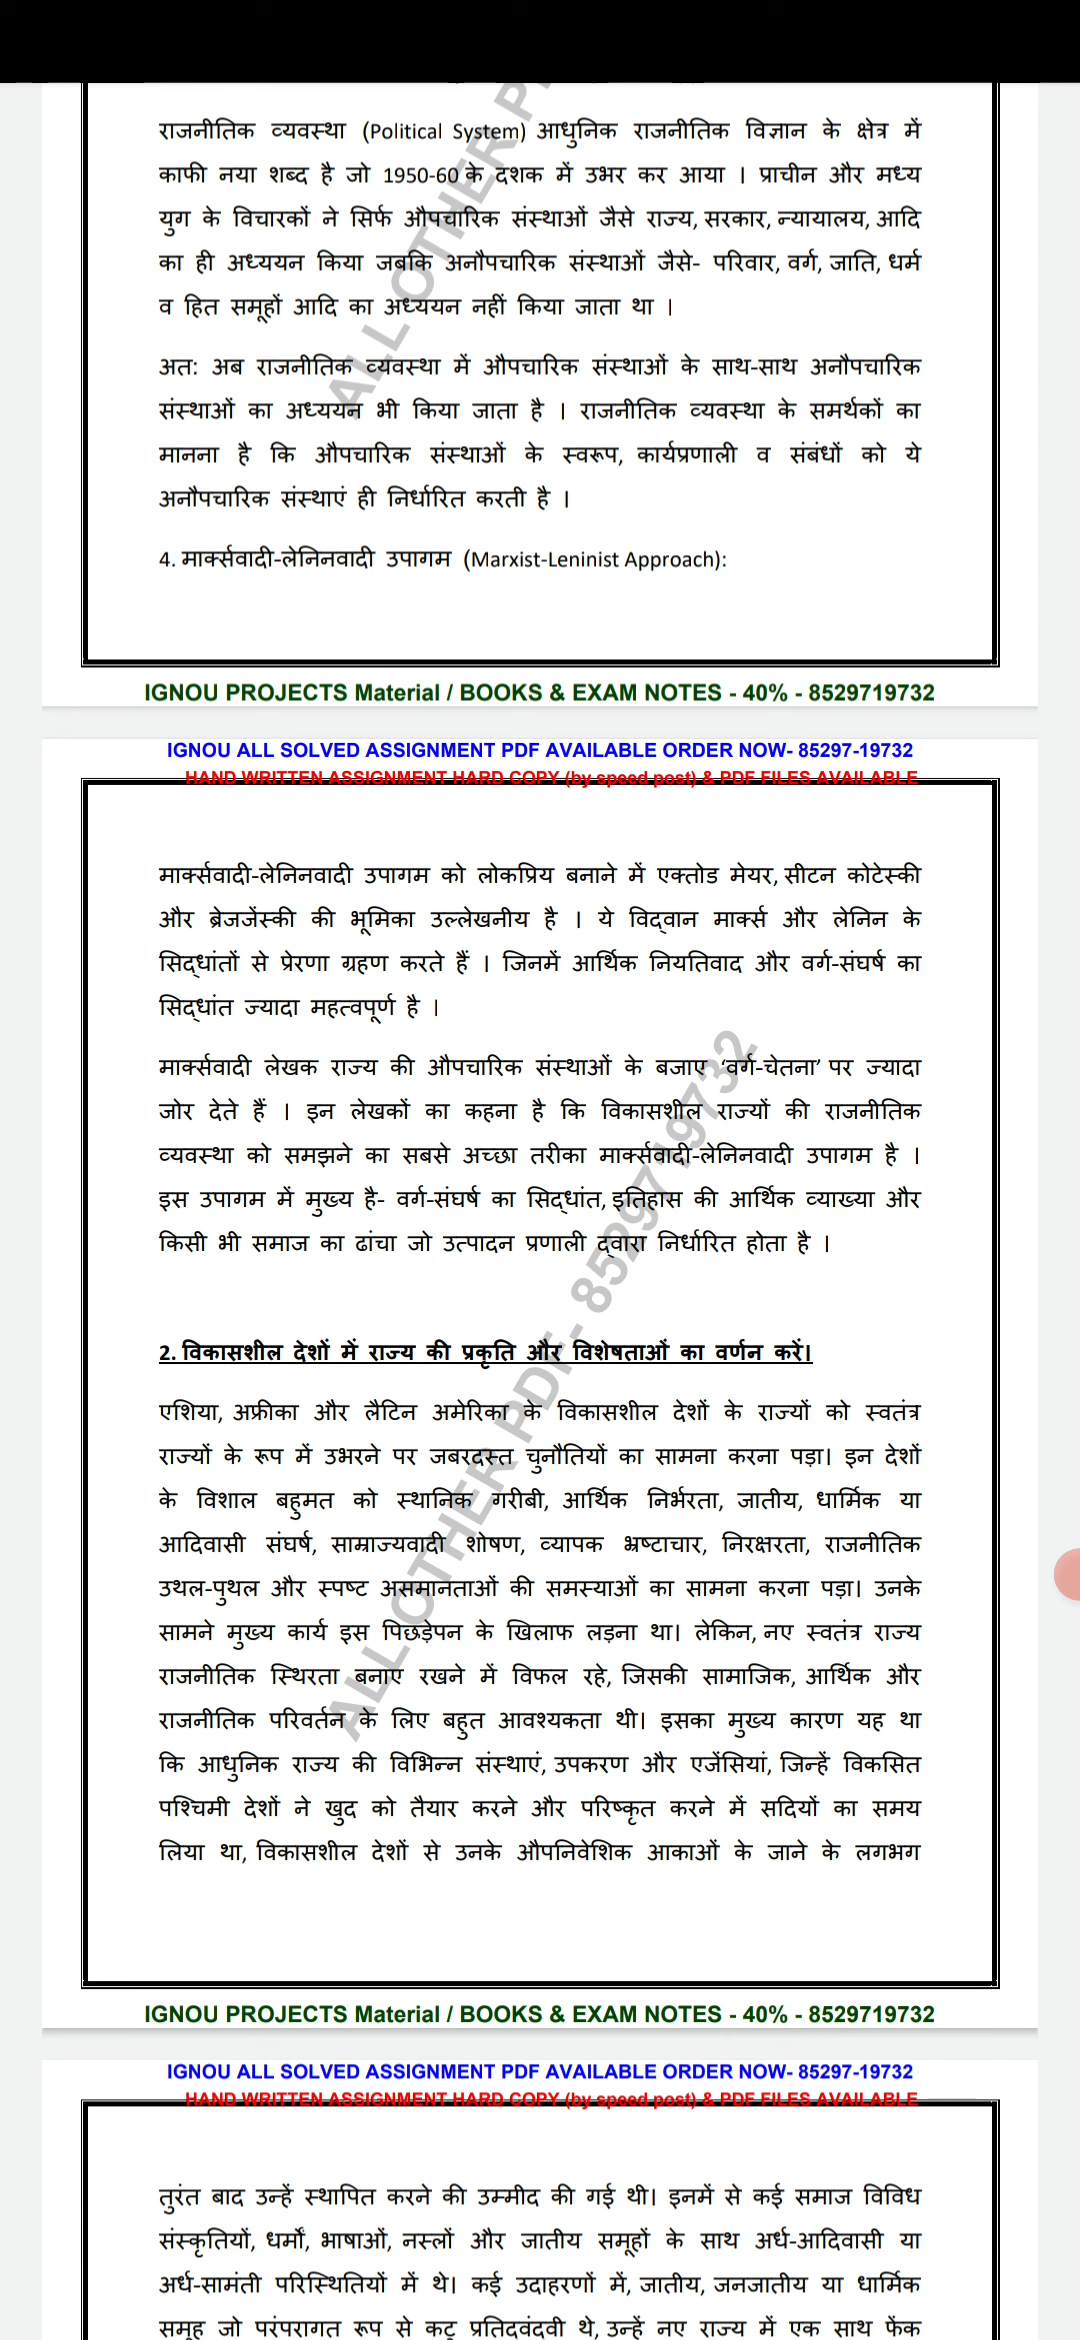 राजनीतिक व्यवस्था (Political System) आधुनिक राजनीतिक विज्ञान के क्षेत्र में
काफी नया शब्द है जो 1950-60 के दशक में उभर कर आया । प्राचीन और मध्य
युग के विचारकों ने सिर्फ औपचारिक संस्थाओं जैसे राज्य, सरकार, न्यायालय, आदि
का ही अध्ययन किया जबकि अनौपचारिक संस्थाओं जैसे- परिवार, वर्ग, जाति, धर्म
व हित समूहों आदि का अध्ययन नहीं किया जाता था ।
अत: अब राजनीतिक व्यवस्था में औपचारिक संस्थाओं के साथ-साथ अनौपचारिक
संस्थाओं का अध्ययन भी किया जाता है । राजनीतिक व्यवस्था के समर्थकों का
मानना है कि औपचारिक संस्थाओं के स्वरूप, कार्यप्रणाली व संबंधों को ये
अनौपचारिक संस्थाएं ही निर्धारित करती है ।
4. मार्क्सवादी-लेनिनवादी उपागम (Marxist-Leninist Approach):
ALL OTHER P
IGNOU PROJECTS Material / BOOKS & EXAM NOTES - 40% - 8529719732
IGNOU ALL SOLVED ASSIGNMENT PDF AVAILABLE ORDER NOW- 85297-19732
HAND WRITTEN ASSIGNMENT HARD COPY (by speed post) & PDF FILES AVAILABLE
मार्क्सवादी-लेनिनवादी उपागम को लोकप्रिय बनाने में एक्तोड मेयर, सीटन कोटेस्की
और ब्रेजजेंस्की की भूमिका उल्लेखनीय है । ये विद्वान मार्क्स और लेनिन के
सिद्धांतों से प्रेरणा ग्रहण करते हैं । जिनमें आर्थिक नियतिवाद और वर्ग-संघर्ष का
सिद्धांत ज्यादा महत्वपूर्ण है ।
मार्क्सवादी लेखक राज्य की औपचारिक संस्थाओं के बजाए ‘वर्ग-चेतना’ पर ज्यादा
जोर देते हैं । इन लेखकों का कहना है कि विकासशील राज्यों की राजनीतिक
व्यवस्था को समझने का सबसे अच्छा तरीका मार्क्सवादी-लेनिनवादी उपागम है ।
इस उपागम में मुख्य है- वर्ग-संघर्ष का सिद्धांत, इतिहास की आर्थिक व्याख्या और
किसी भी समाज का ढांचा जो उत्पादन प्रणाली द्वारा निर्धारित होता है ।
2. विकासशील देशों में राज्य की प्रकृति और विशेषताओं का वर्णन करें।
एशिया, अफ्रीका और लैटिन अमेरिका के विकासशील देशों के राज्यों को स्वतंत्र
राज्यों के रूप में उभरने पर जबरदस्त चुनौतियों का सामना करना पड़ा। इन देशों
के विशाल बहुमत को स्थानिक गरीबी, आर्थिक निर्भरता, जातीय, धार्मिक या
आदिवासी संघर्ष, साम्राज्यवादी शोषण, व्यापक भ्रष्टाचार, निरक्षरता, राजनीतिक
उथल-पुथल और स्पष्ट असमानताओं की समस्याओं का सामना करना पड़ा। उनके
सामने मुख्य कार्य इस पिछड़ेपन के खिलाफ लड़ना था। लेकिन, नए स्वतंत्र राज्य
राजनीतिक स्थिरता बनाए रखने में विफल रहे, जिसकी सामाजिक, आर्थिक और
राजनीतिक परिवर्तन के लिए बहुत आवश्यकता थी। इसका मुख्य कारण यह था
कि आधुनिक राज्य की विभिन्न संस्थाएं, उपकरण और एजेंसियां, जिन्हें विकसित
पश्चिमी देशों ने खुद को तैयार करने और परिष्कृत करने में सदियों का समय
लिया था, विकासशील देशों से उनके औपनिवेशिक आकाओं के जाने के लगभग
ALL OTHER PDF- 8529719732
IGNOU PROJECTS Material / BOOKS & EXAM NOTES - 40% - 8529719732
IGNOU ALL SOLVED ASSIGNMENT PDF AVAILABLE ORDER NOW- 85297-19732
HAND WRITTEN ASSIGNMENT HARD COPY (by speed post) & PDF FILES AVAILABLE
तुरंत बाद उन्हें स्थापित करने की उम्मीद की गई थी। इनमें से कई समाज विविध
संस्कृतियों, धर्मों, भाषाओं, नस्लों और जातीय समूहों के साथ अर्ध-आदिवासी या
अर्ध-सामंती परिस्थितियों में थे। कई उदाहरणों में, जातीय, जनजातीय या धार्मिक
समूह जो परंपरागत रूप से कटु प्रतिद्वंद्वी थे, उन्हें नए राज्य में एक साथ फेंक